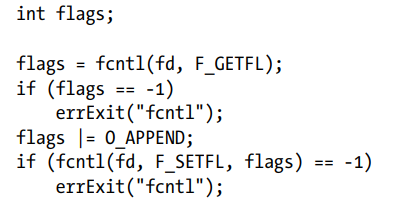 int flags;

flags = fcntl(fd, F_GETFL);
if (flags == -1)
    errExit("fcntl");
flags |= O_APPEND;
if (fcntl(fd, F_SETFL, flags) == -1)
    errExit("fcntl");